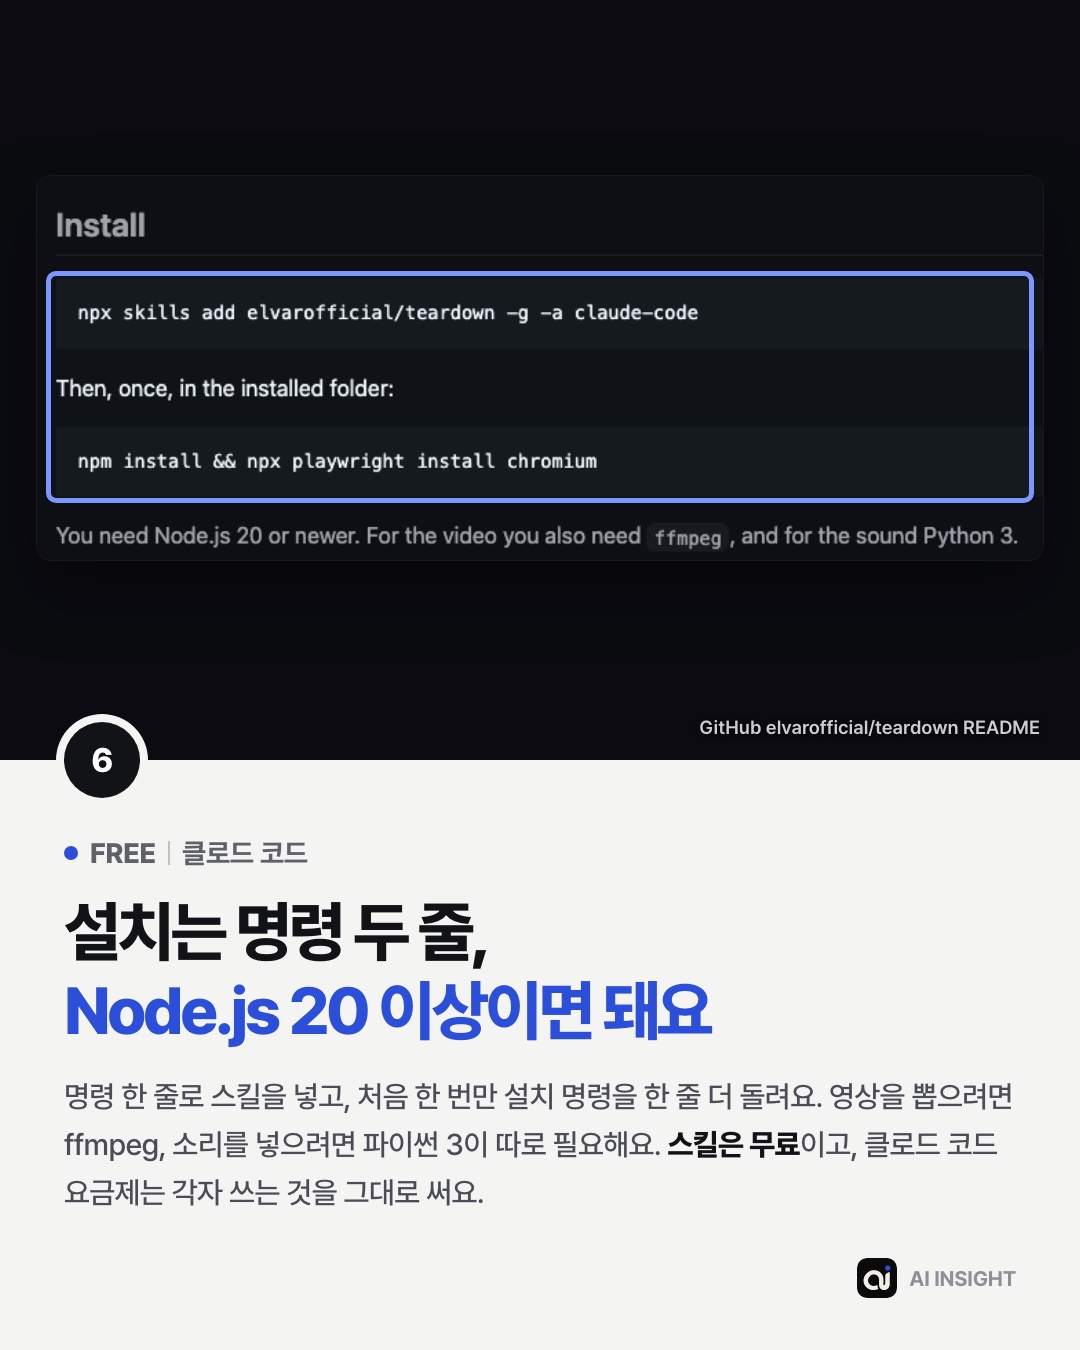 Install
npx skills add elvarofficial/teardown -g -a claude-code
Then, once, in the installed folder:
npm install && npx playwright install chromium
You need Node.js 20 or newer. For the video you also need ffmpeg, and for the sound Python 3.
GitHub elvarofficial/teardown README
6
FREE | 클로드 코드
설치는 명령 두 줄,
Node.js 20 이상이면 돼요
명령 한 줄로 스킬을 넣고, 처음 한 번만 설치 명령을 한 줄 더 돌려요. 영상을 뽑으려면
ffmpeg, 소리를 넣으려면 파이썬 3이 따로 필요해요. 스킬은 무료이고, 클로드 코드
요금제는 각자 쓰는 것을 그대로 써요.
ai AI INSIGHT